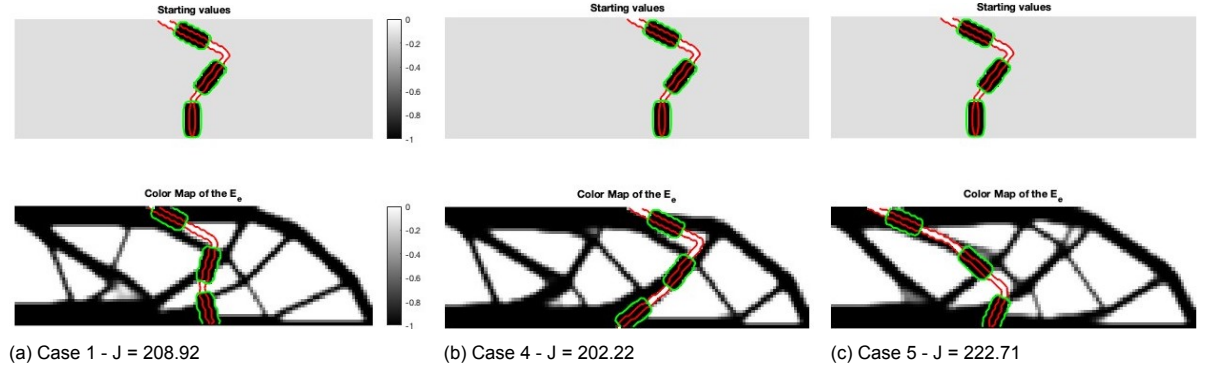 Starting values
0
-0.2
-0.4
-0.6
-0.8
-1
Color Map of the E_e
0
-0.2
-0.4
-0.6
-0.8
-1
(a) Case 1 - J = 208.92
Starting values
Color Map of the E_e
(b) Case 4 - J = 202.22
Starting values
Color Map of the E_e
(c) Case 5 - J = 222.71